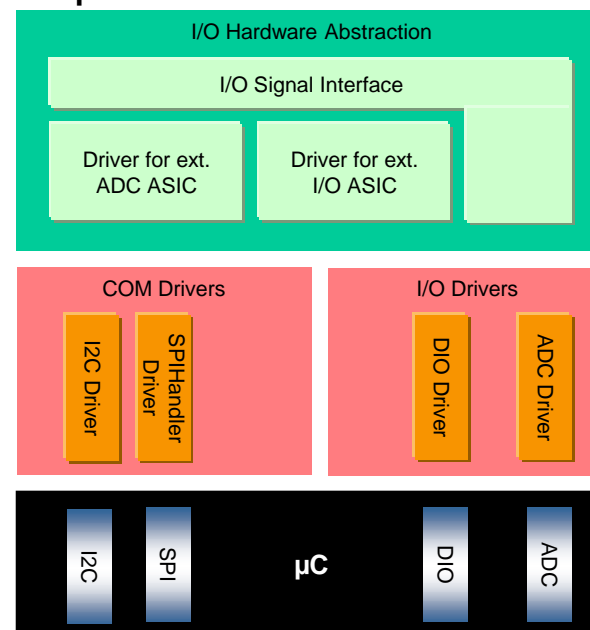 I/O Hardware Abstraction
I/O Signal Interface
Driver for ext.
ADC ASIC
Driver for ext.
I/O ASIC
COM Drivers
I/O Drivers
I2C Driver
SPIHandler
Driver
DIO Driver
ADC Driver
I2C
SPI
µC
DIO
ADC